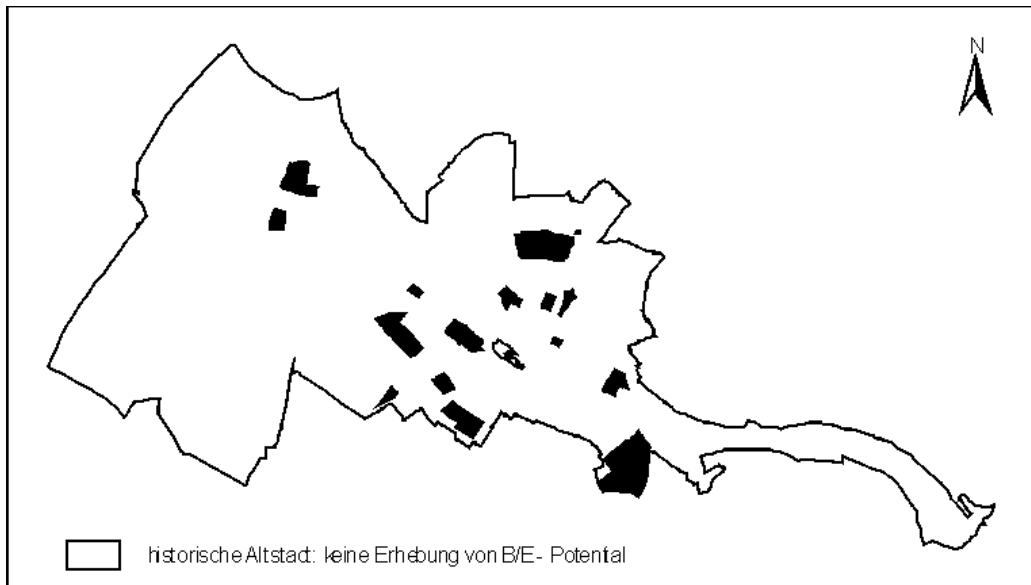 N
historische Altstadt: keine Erhebung von B/E- Potential